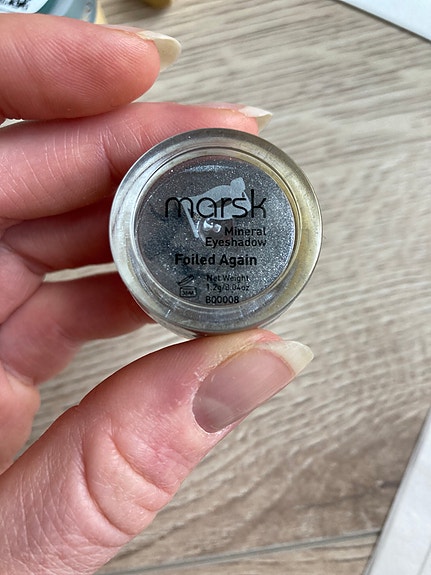 marsk
Mineral
Eyeshadow
Foiled Again
Net Weight
1.2g/0.04oz
B00008